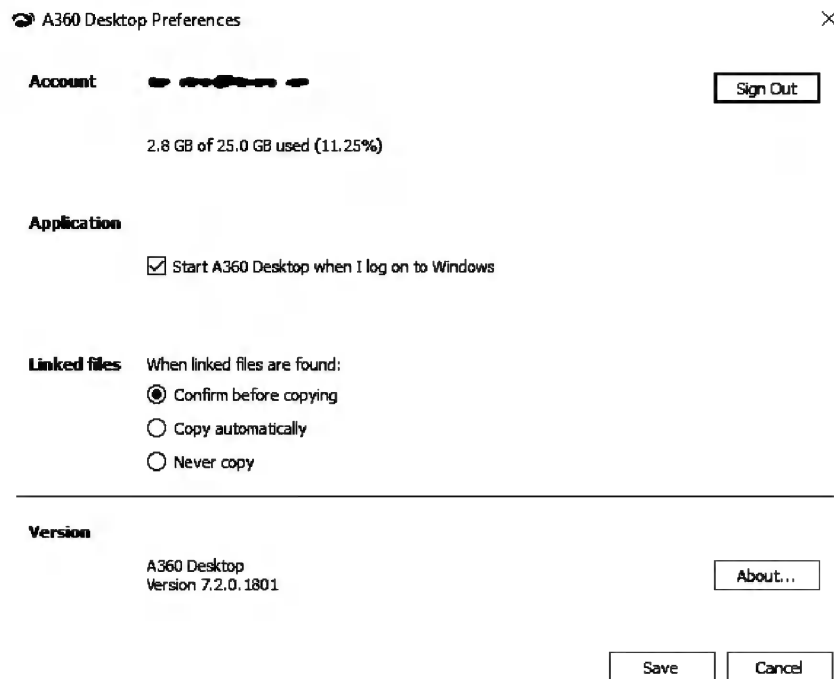 A360 Desktop Preferences
Account
Sign Out
2.8 GB of 25.0 GB used (11.25%)
Application
Start A360 Desktop when I log on to Windows
Linked files When linked files are found:
Confirm before copying
Copy automatically
Never copy
Version
A360 Desktop
Version 7.2.0.1801
About...
Save Cancel